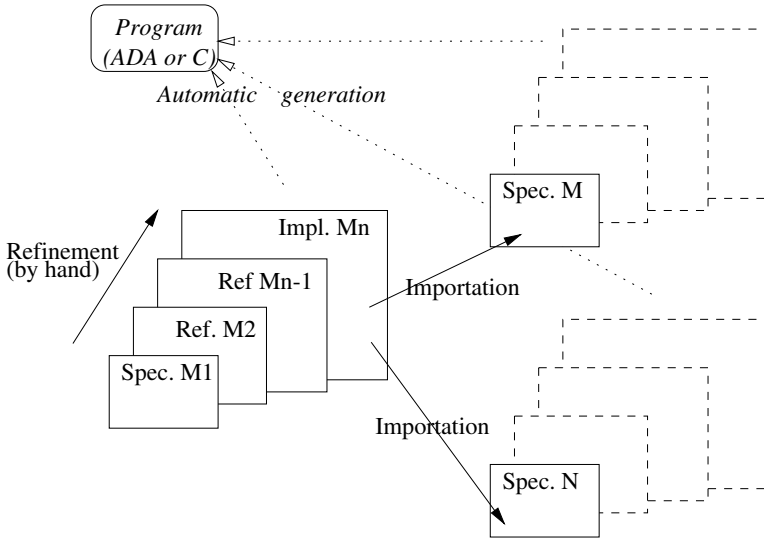 Program
(ADA or C)
Automatic generation
Spec. M
Impl. Mn
Refinement
(by hand)
Ref Mn-1
Importation
Ref. M2
Spec. M1
Importation
Spec. N